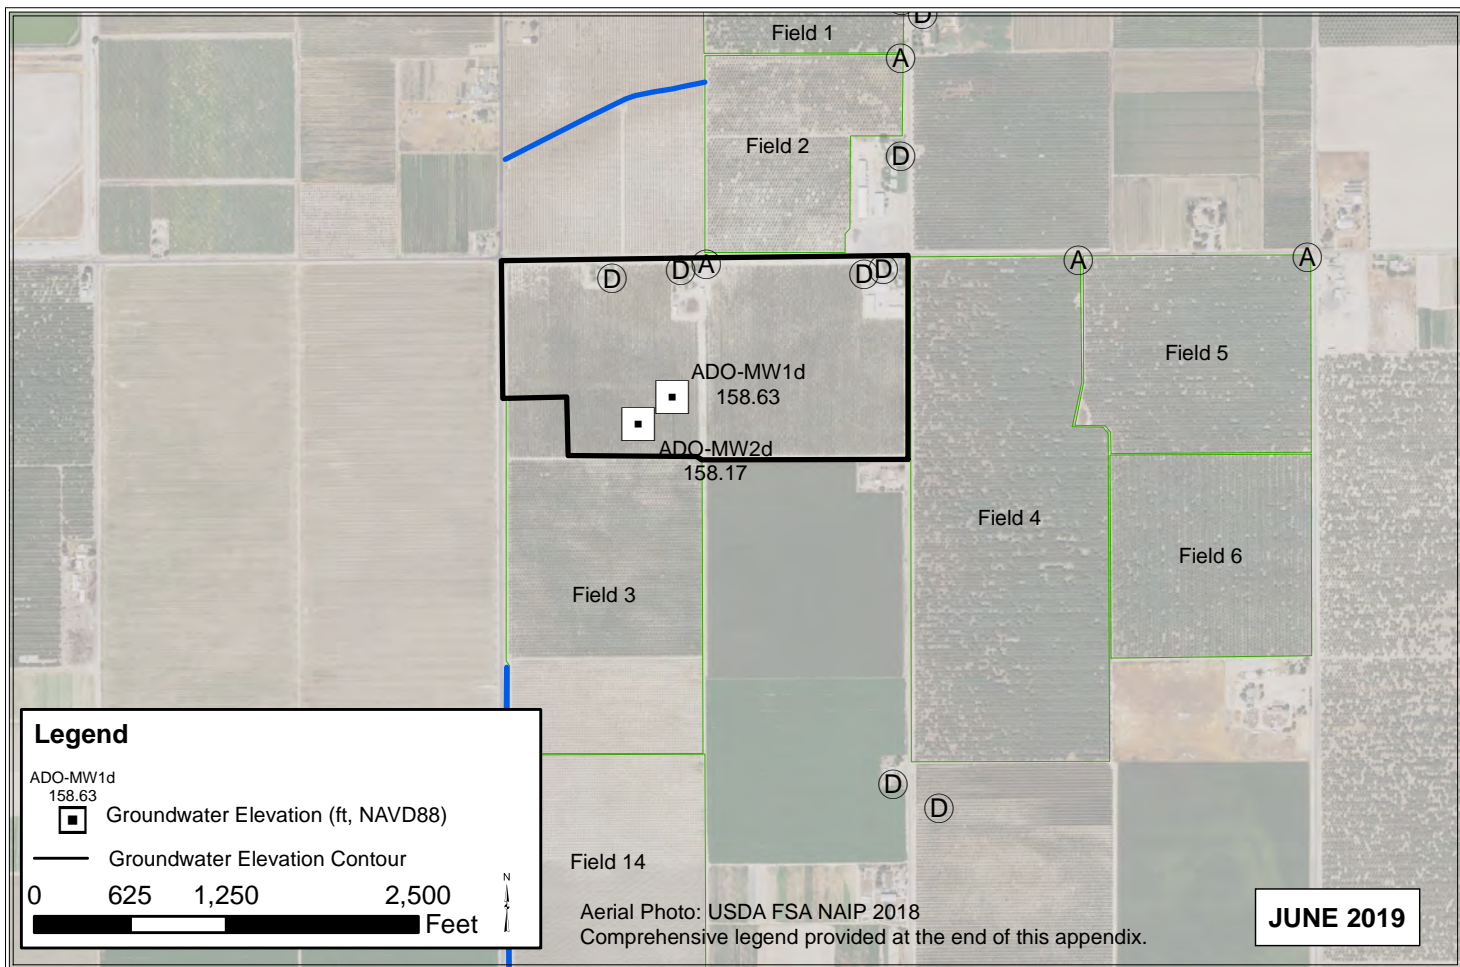 D
Field 1
A
Field 2
D
D
D
A
D
D
A
A
Field 5
ADO-MW1d
158.63
ADO-MW2d
158.17
Field 4
Field 6
Field 3
Legend
ADO-MW1d
158.63
Groundwater Elevation (ft, NAVD88)
Groundwater Elevation Contour
0 625 1,250 2,500
Feet
N
D
D
Field 14
Aerial Photo: USDA FSA NAIP 2018
Comprehensive legend provided at the end of this appendix.
JUNE 2019